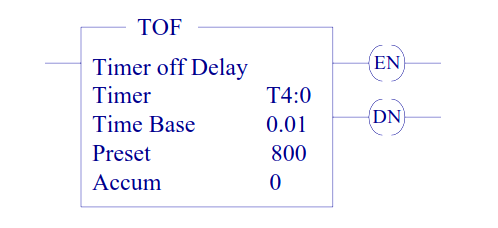 TOF
Timer off Delay
Timer T4:0
Time Base 0.01
Preset 800
Accum 0
EN
DN